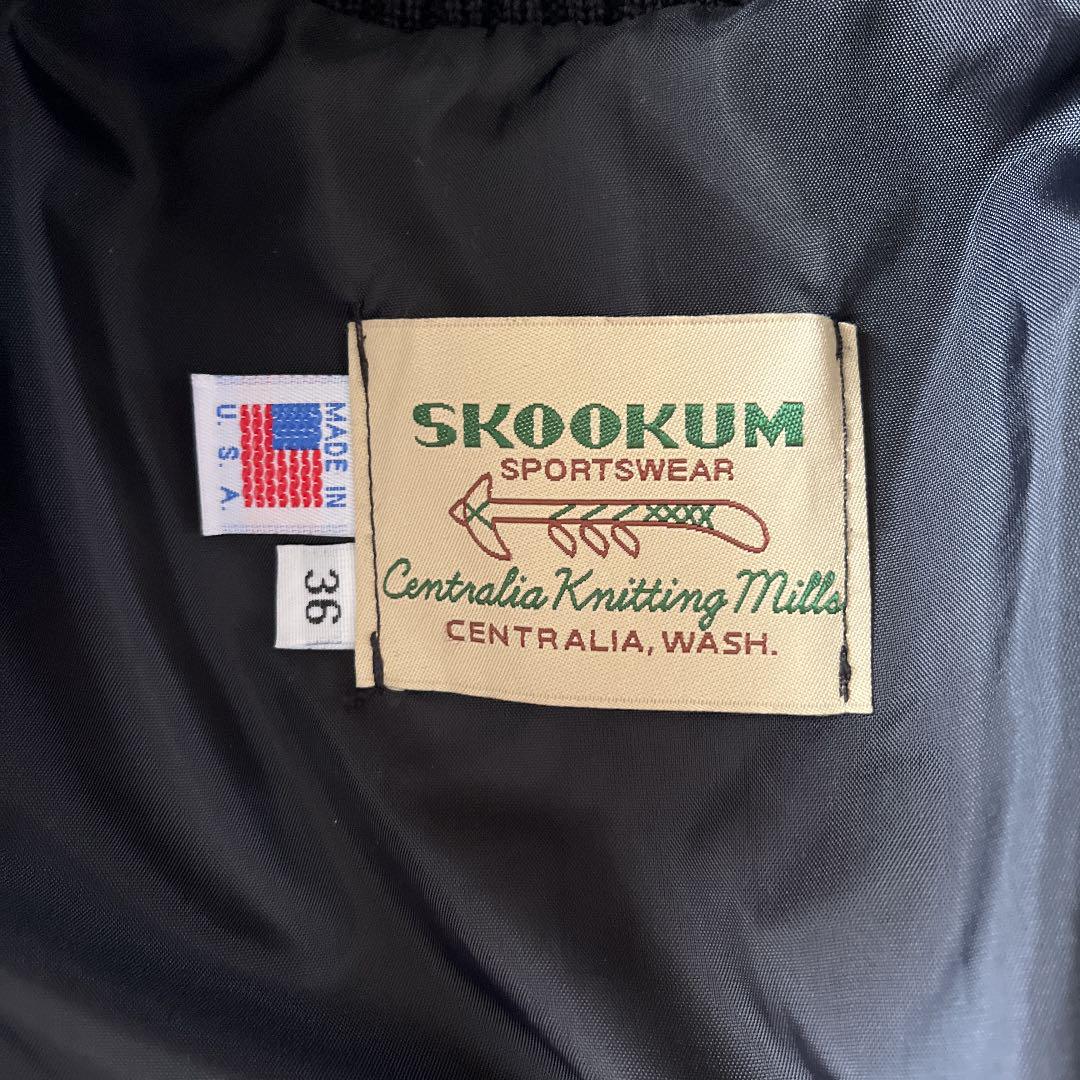 SKOOKUM
SPORTSWEAR
Centralia Knitting Mills
CENTRALIA, WASH.
MADE IN
U. S. A.
36